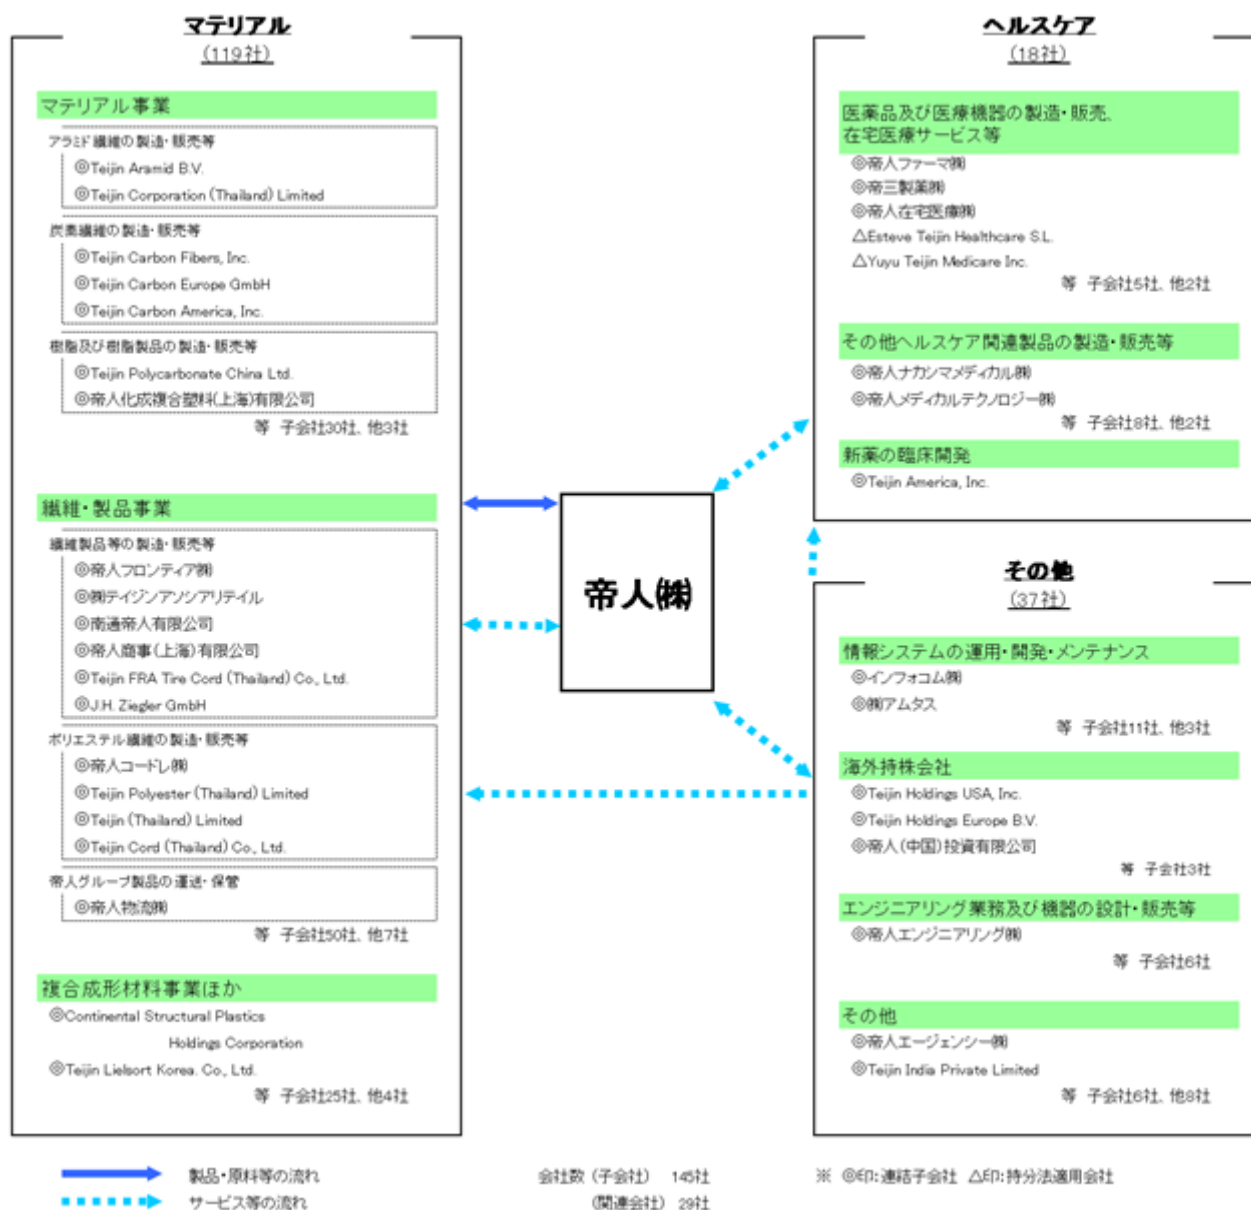 マテリアル
(119社)
マテリアル事業
アラミド繊維の製造・販売等
◎Teijin Aramid B.V.
◎Teijin Corporation (Thailand) Limited
炭素繊維の製造・販売等
◎Teijin Carbon Fibers, Inc.
◎Teijin Carbon Europe GmbH
◎Teijin Carbon America, Inc.
樹脂及び樹脂製品の製造・販売等
◎Teijin Polycarbonate China Ltd.
◎帝人化成複合塑料(上海)有限公司
等 子会社30社、他3社
繊維・製品事業
繊維製品等の製造・販売等
◎帝人フロンティア㈱
◎㈱テイジンアソシアリテイル
◎南通帝人有限公司
◎帝人商事(上海)有限公司
◎Teijin FRA Tire Cord (Thailand) Co., Ltd.
◎J.H. Ziegler GmbH
ポリエステル繊維の製造・販売等
◎帝人コードレ㈱
◎Teijin Polyester (Thailand) Limited
◎Teijin (Thailand) Limited
◎Teijin Cord (Thailand) Co., Ltd.
帝人グループ製品の運送・保管
◎帝人物流㈱
等 子会社50社、他7社
複合成形材料事業ほか
◎Continental Structural Plastics
Holdings Corporation
◎Teijin Lielsort Korea. Co., Ltd.
等 子会社25社、他4社
帝人㈱
ヘルスケア
(18社)
医薬品及び医療機器の製造・販売、
在宅医療サービス等
◎帝人ファーマ㈱
◎帝三製薬㈱
◎帝人在宅医療㈱
△Esteve Teijin Healthcare S.L.
△Yuyu Teijin Medicare Inc.
等 子会社5社、他2社
その他ヘルスケア関連製品の製造・販売等
◎帝人ナカシマメディカル㈱
◎帝人メディカルテクノロジー㈱
等 子会社8社、他2社
新薬の臨床開発
◎Teijin America, Inc.
その他
(37社)
情報システムの運用・開発・メンテナンス
◎インフォコム㈱
◎㈱アムタス
等 子会社11社、他3社
海外持株会社
◎Teijin Holdings USA, Inc.
◎Teijin Holdings Europe B.V.
◎帝人(中国)投資有限公司
等 子会社3社
エンジニアリング業務及び機器の設計・販売等
◎帝人エンジニアリング㈱
等 子会社6社
その他
◎帝人エージェンシー㈱
◎Teijin India Private Limited
等 子会社6社、他8社
製品・原料等の流れ
サービス等の流れ
会社数 (子会社) 145社
(関連会社) 29社
※ ◎印:連結子会社 △印:持分法適用会社